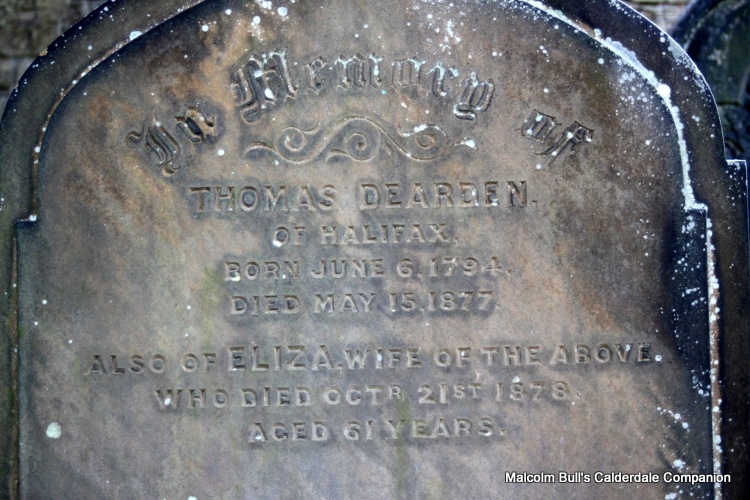 In Memory of
THOMAS DEARDEN.
OF HALIFAX,
BORN JUNE 6, 1794,
DIED MAY 15, 1877.
ALSO OF ELIZA, WIFE OF THE ABOVE,
WHO DIED OCTR 21ST 1878,
AGED 61 YEARS.
Malcolm Bull's Calderdale Companion